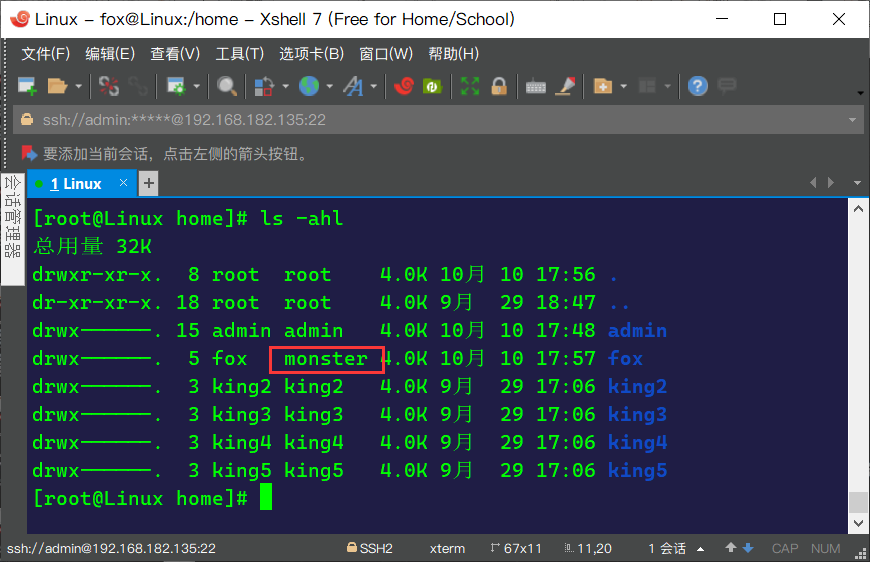 Linux - fox@Linux:/home - Xshell 7 (Free for Home/School)
文件(F) 编辑(E) 查看(V) 工具(T) 选项卡(B) 窗口(W) 帮助(H)
ssh://admin:*****@192.168.182.135:22
要添加当前会话，点击左侧的箭头按钮。
会话管理器
1 Linux
[root@Linux home]# ls -ahl
总用量 32K
drwxr-xr-x. 8 root root 4.0K 10月 10 17:56 .
dr-xr-xr-x. 18 root root 4.0K 9月 29 18:47 ..
drwx------. 15 admin admin 4.0K 10月 10 17:48 admin
drwx------. 5 fox monster 4.0K 10月 10 17:57 fox
drwx------. 3 king2 king2 4.0K 9月 29 17:06 king2
drwx------. 3 king3 king3 4.0K 9月 29 17:06 king3
drwx------. 3 king4 king4 4.0K 9月 29 17:06 king4
drwx------. 3 king5 king5 4.0K 9月 29 17:06 king5
[root@Linux home]#
ssh://admin@192.168.182.135:22 SSH2 xterm 67x11 11,20 1 会话 CAP NUM